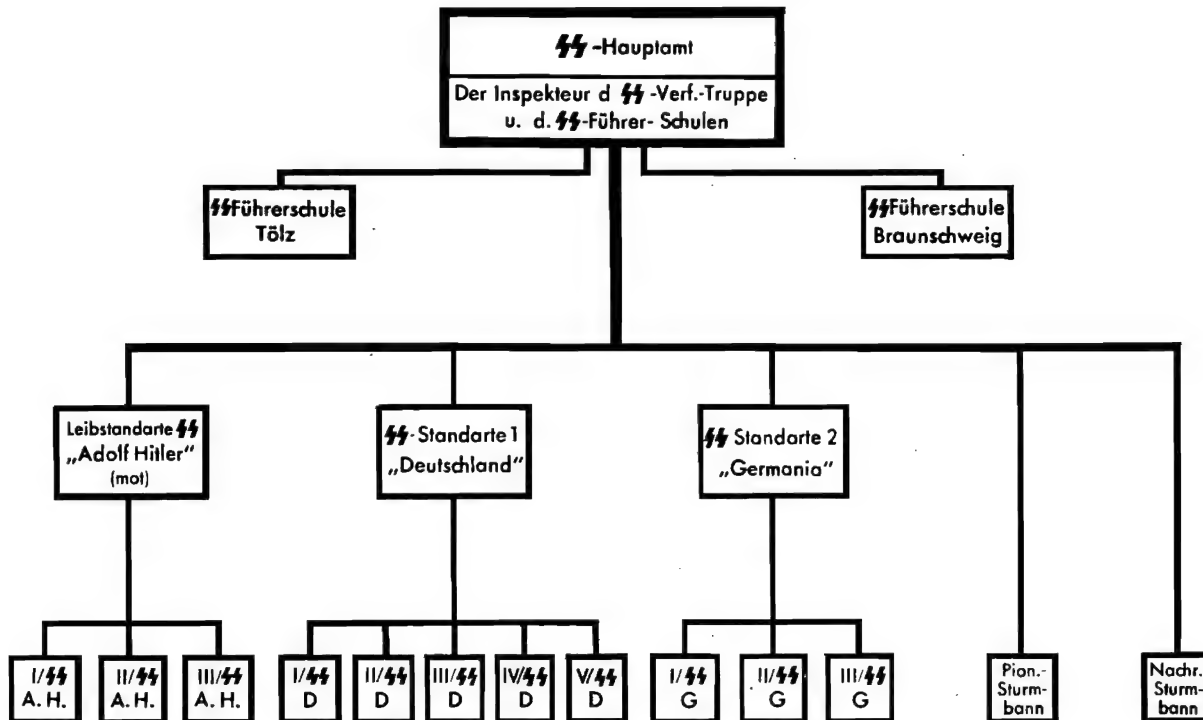 ᛋᛋ-Hauptamt
Der Inspekteur d ᛋᛋ-Verf.-Truppe
u. d. ᛋᛋ-Führer- Schulen
ᛋᛋFührerschule
Tölz
ᛋᛋFührerschule
Braunschweig
Leibstandarte ᛋᛋ
„Adolf Hitler"
(mot)
ᛋᛋ-Standarte 1
„Deutschland"
ᛋᛋ Standarte 2
„Germania"
I/ᛋᛋ
A. H.
II/ᛋᛋ
A. H.
III/ᛋᛋ
A. H.
I/ᛋᛋ
D
II/ᛋᛋ
D
III/ᛋᛋ
D
IV/ᛋᛋ
D
V/ᛋᛋ
D
I/ᛋᛋ
G
II/ᛋᛋ
G
III/ᛋᛋ
G
Pion.-
Sturm-
bann
Nachr.
Sturm-
bann